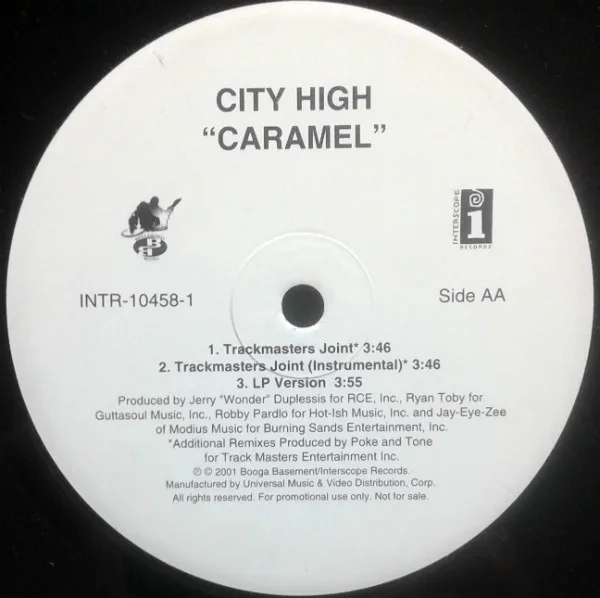 CITY HIGH
“CARAMEL”
INTERSCOPE
RECORDS
INTR-10458-1
Side AA
1. Trackmasters Joint* 3:46
2. Trackmasters Joint (Instrumental)* 3:46
3. LP Version 3:55
Produced by Jerry "Wonder" Duplessis for RCE, Inc., Ryan Toby for
Guttasoul Music, Inc., Robby Pardlo for Hot-Ish Music, Inc. and Jay-Eye-Zee
of Modius Music for Burning Sands Entertainment, Inc.
*Additional Remixes Produced by Poke and Tone
for Track Masters Entertainment Inc.
℗ © 2001 Booga Basement/Interscope Records.
Manufactured by Universal Music & Video Distribution, Corp.
All rights reserved. For promotional use only. Not for sale.